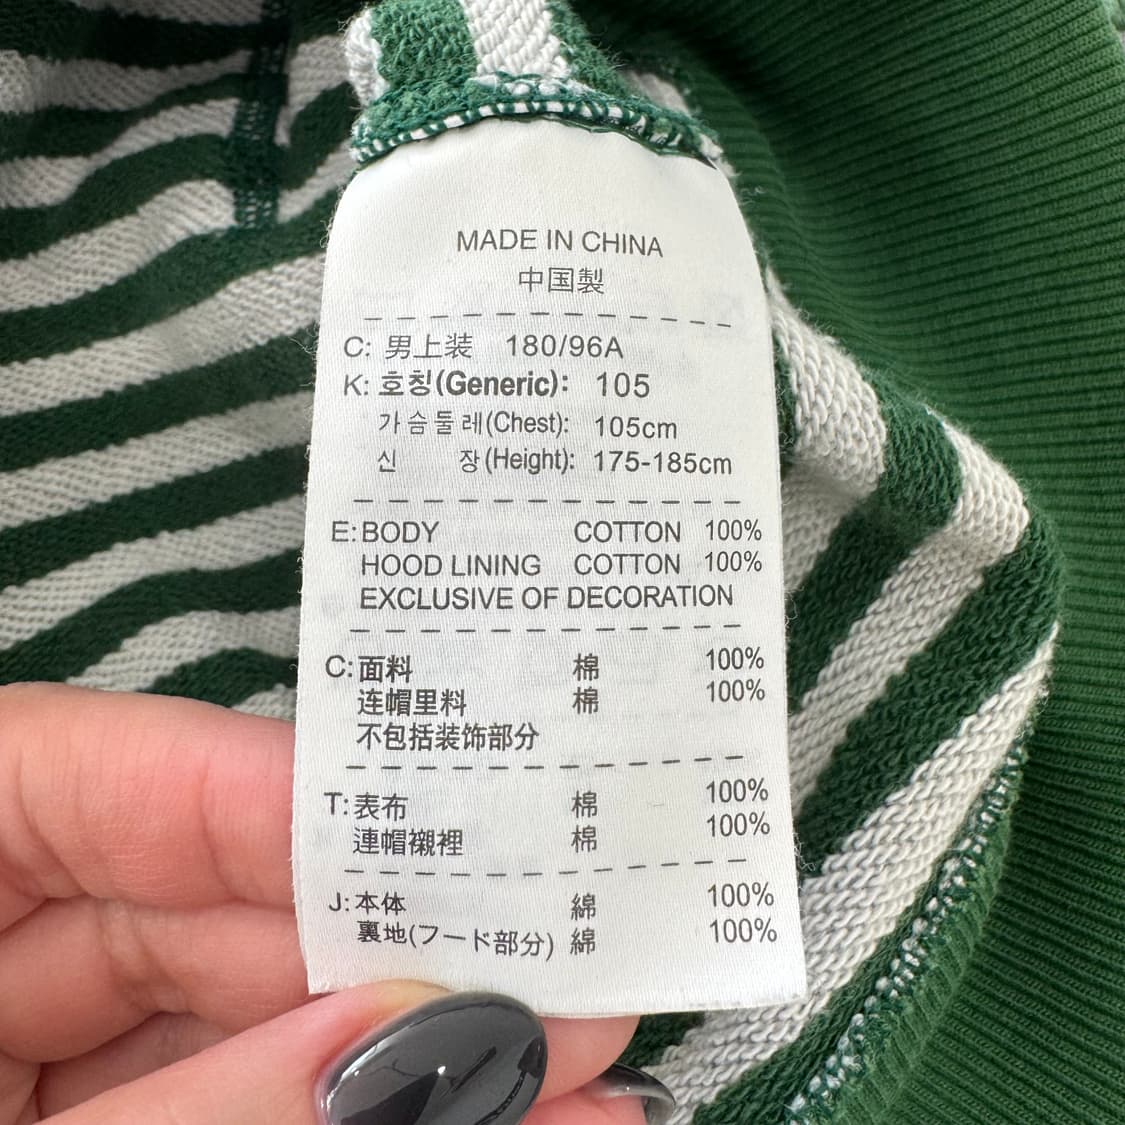 MADE IN CHINA
中国製
C: 男上装 180/96A
K: 호칭(Generic): 105
가슴둘레(Chest): 105cm
신 장(Height): 175-185cm
E: BODY COTTON 100%
HOOD LINING COTTON 100%
EXCLUSIVE OF DECORATION
C: 面料 棉 100%
连帽里料 棉 100%
不包括装饰部分
T: 表布 棉 100%
連帽襯裡 棉 100%
J: 本体 綿 100%
裏地(フード部分) 綿 100%